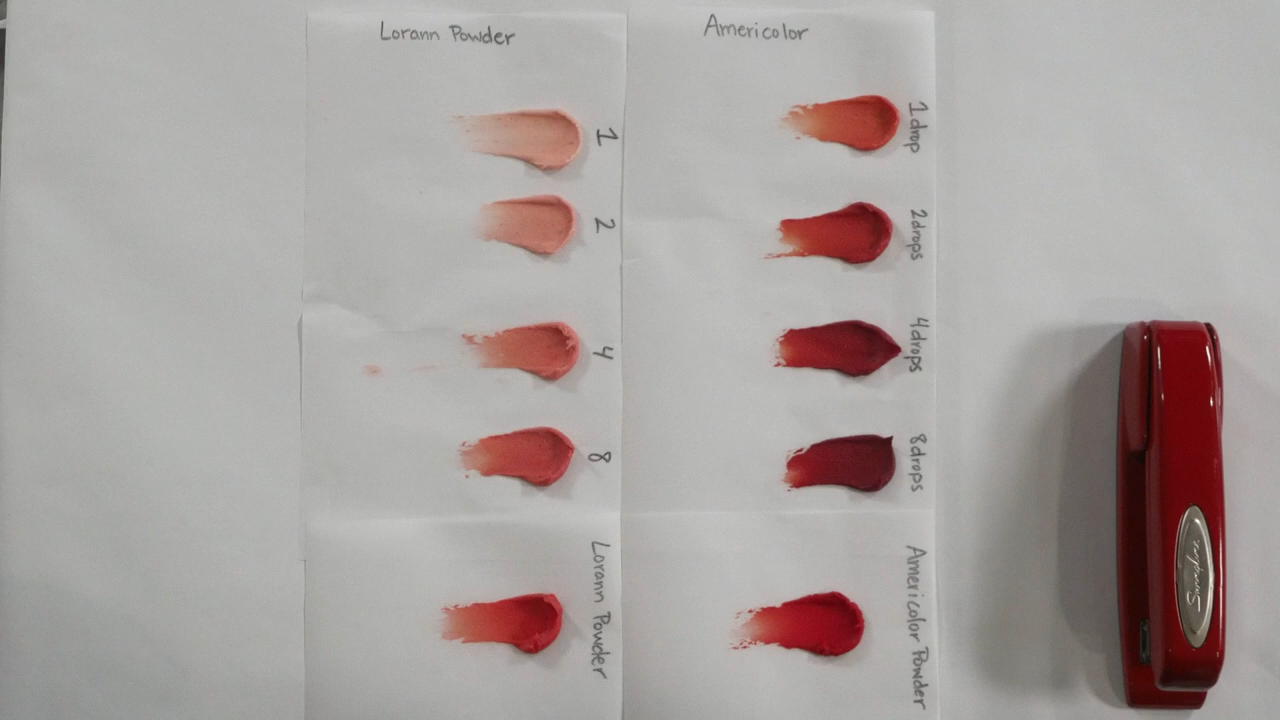 Lorann Powder
1
2
4
8
Lorann Powder
Americolor
1 drop
2 drops
4 drops
8 drops
Americolor Powder
Swingline